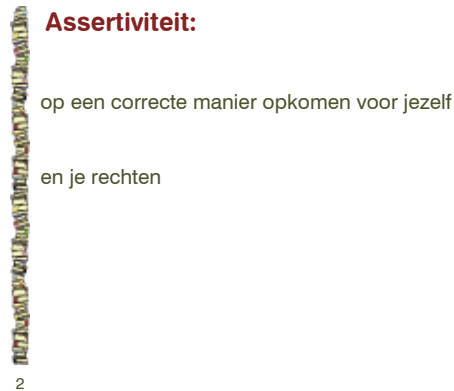 Assertiviteit:
op een correcte manier opkomen voor jezelf
en je rechten
2